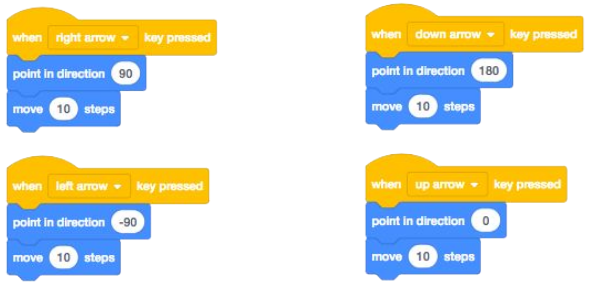 when right arrow key pressed
point in direction 90
move 10 steps
when down arrow key pressed
point in direction 180
move 10 steps
when left arrow key pressed
point in direction -90
move 10 steps
when up arrow key pressed
point in direction 0
move 10 steps